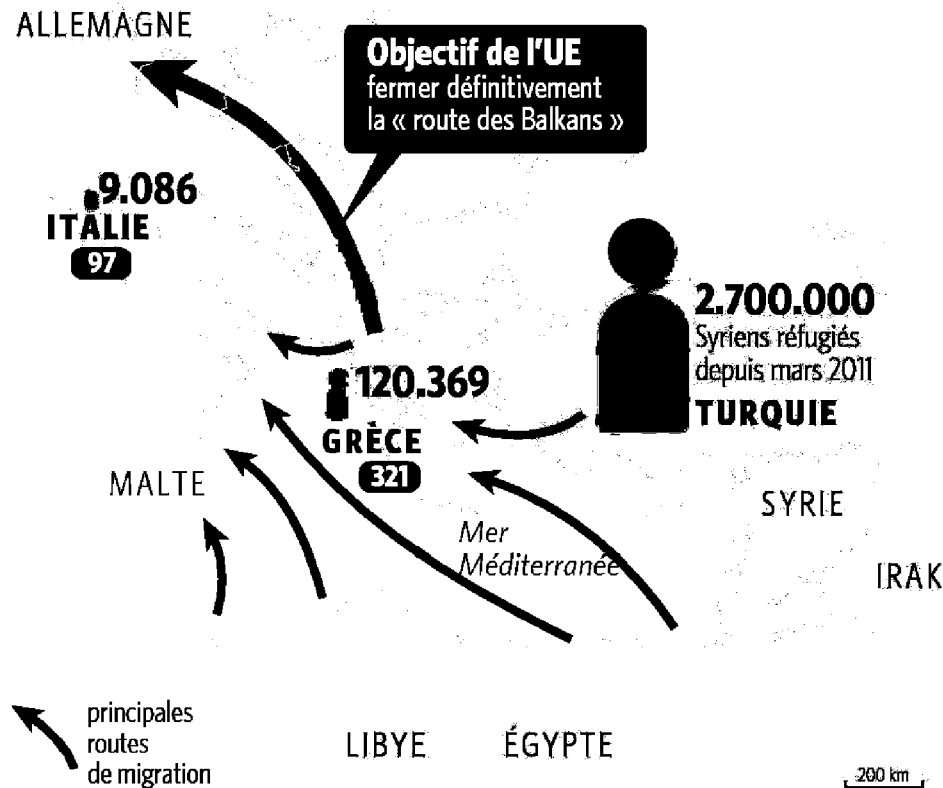 ALLEMAGNE
Objectif de l'UE
fermer définitivement
la « route des Balkans »
9.086
ITALIE
97
2.700.000
Syriens réfugiés
depuis mars 2011
TURQUIE
120.369
GRÈCE
321
MALTE
SYRIE
Mer
Méditerranée
IRAK
principales
routes
de migration
LIBYE
ÉGYPTE
200 km